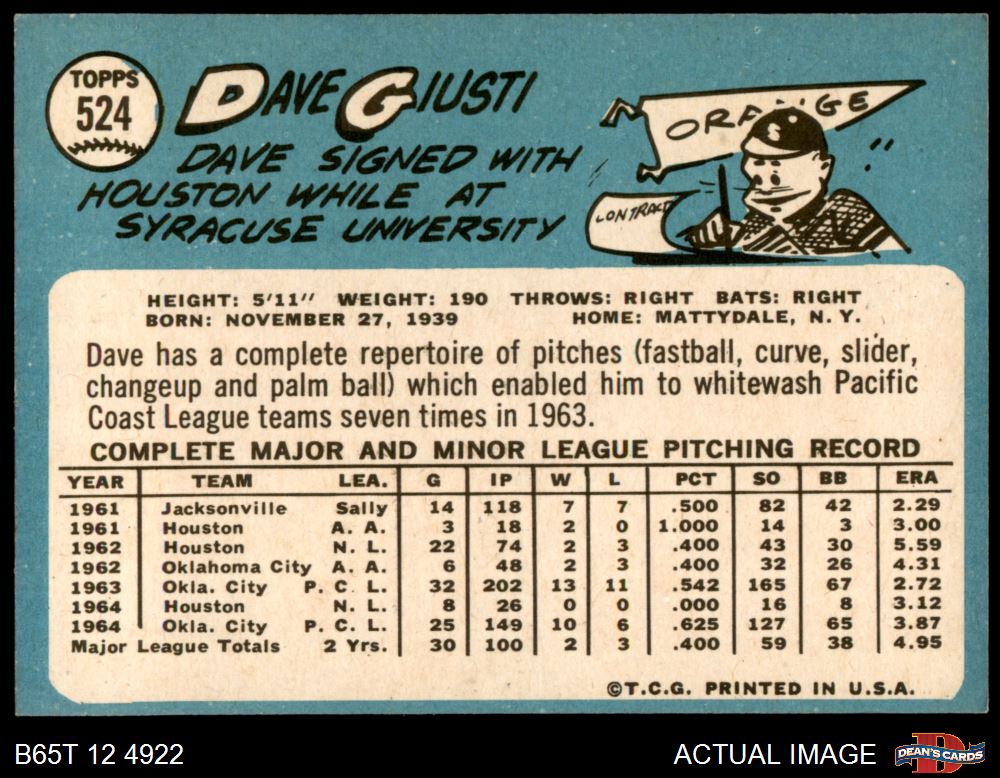 TOPPS
524
DAVE GIUSTI
DAVE SIGNED WITH
HOUSTON WHILE AT
SYRACUSE UNIVERSITY
ORANGE
S
CONTRACT
HEIGHT: 5'11" WEIGHT: 190 THROWS: RIGHT BATS: RIGHT
BORN: NOVEMBER 27, 1939 HOME: MATTYDALE, N. Y.
Dave has a complete repertoire of pitches (fastball, curve, slider,
changeup and palm ball) which enabled him to whitewash Pacific
Coast League teams seven times in 1963.
COMPLETE MAJOR AND MINOR LEAGUE PITCHING RECORD
YEAR TEAM LEA. G IP W L PCT SO BB ERA
1961 Jacksonville Sally 14 118 7 7 .500 82 42 2.29
1961 Houston A. A. 3 18 2 0 1.000 14 3 3.00
1962 Houston N. L. 22 74 2 3 .400 43 30 5.59
1962 Oklahoma City A. A. 6 48 2 3 .400 32 26 4.31
1963 Okla. City P. C. L. 32 202 13 11 .542 165 67 2.72
1964 Houston N. L. 8 26 0 0 .000 16 8 3.12
1964 Okla. City P. C. L. 25 149 10 6 .625 127 65 3.87
Major League Totals 2 Yrs. 30 100 2 3 .400 59 38 4.95
©T.C.G. PRINTED IN U.S.A.
B65T 12 4922 ACTUAL IMAGE DEAN'S CARDS